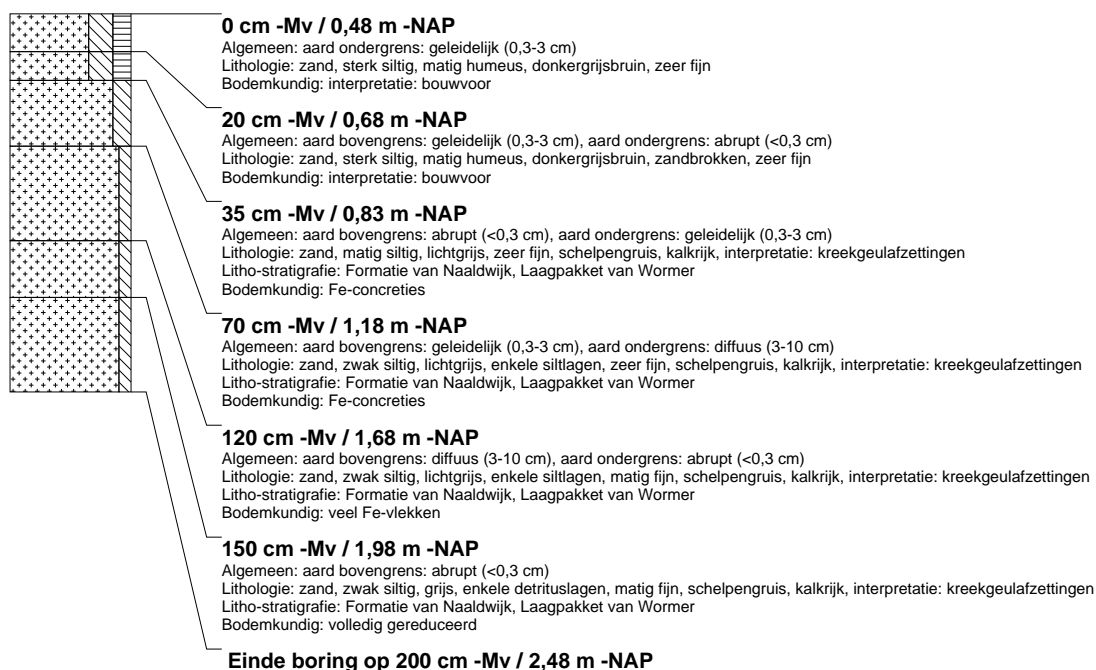 0 cm -Mv / 0,48 m -NAP
Algemeen: aard ondergrens: geleidelijk (0,3-3 cm)
Lithologie: zand, sterk siltig, matig humeus, donkergrijsbruin, zeer fijn
Bodemkundig: interpretatie: bouwvoor
20 cm -Mv / 0,68 m -NAP
Algemeen: aard bovengrens: geleidelijk (0,3-3 cm), aard ondergrens: abrupt (<0,3 cm)
Lithologie: zand, sterk siltig, matig humeus, donkergrijsbruin, zandbrokken, zeer fijn
Bodemkundig: interpretatie: bouwvoor
35 cm -Mv / 0,83 m -NAP
Algemeen: aard bovengrens: abrupt (<0,3 cm), aard ondergrens: geleidelijk (0,3-3 cm)
Lithologie: zand, matig siltig, lichtgrijs, zeer fijn, schelpengruis, kalkrijk, interpretatie: kreekgeulafzettingen
Litho-stratigrafie: Formatie van Naaldwijk, Laagpakket van Wormer
Bodemkundig: Fe-concreties
70 cm -Mv / 1,18 m -NAP
Algemeen: aard bovengrens: geleidelijk (0,3-3 cm), aard ondergrens: diffuus (3-10 cm)
Lithologie: zand, zwak siltig, lichtgrijs, enkele siltlagen, zeer fijn, schelpengruis, kalkrijk, interpretatie: kreekgeulafzettingen
Litho-stratigrafie: Formatie van Naaldwijk, Laagpakket van Wormer
Bodemkundig: Fe-concreties
120 cm -Mv / 1,68 m -NAP
Algemeen: aard bovengrens: diffuus (3-10 cm), aard ondergrens: abrupt (<0,3 cm)
Lithologie: zand, zwak siltig, lichtgrijs, enkele siltlagen, matig fijn, schelpengruis, kalkrijk, interpretatie: kreekgeulafzettingen
Litho-stratigrafie: Formatie van Naaldwijk, Laagpakket van Wormer
Bodemkundig: veel Fe-vlekken
150 cm -Mv / 1,98 m -NAP
Algemeen: aard bovengrens: abrupt (<0,3 cm)
Lithologie: zand, zwak siltig, grijs, enkele detrituslagen, matig fijn, schelpengruis, kalkrijk, interpretatie: kreekgeulafzettingen
Litho-stratigrafie: Formatie van Naaldwijk, Laagpakket van Wormer
Bodemkundig: volledig gereduceerd
Einde boring op 200 cm -Mv / 2,48 m -NAP